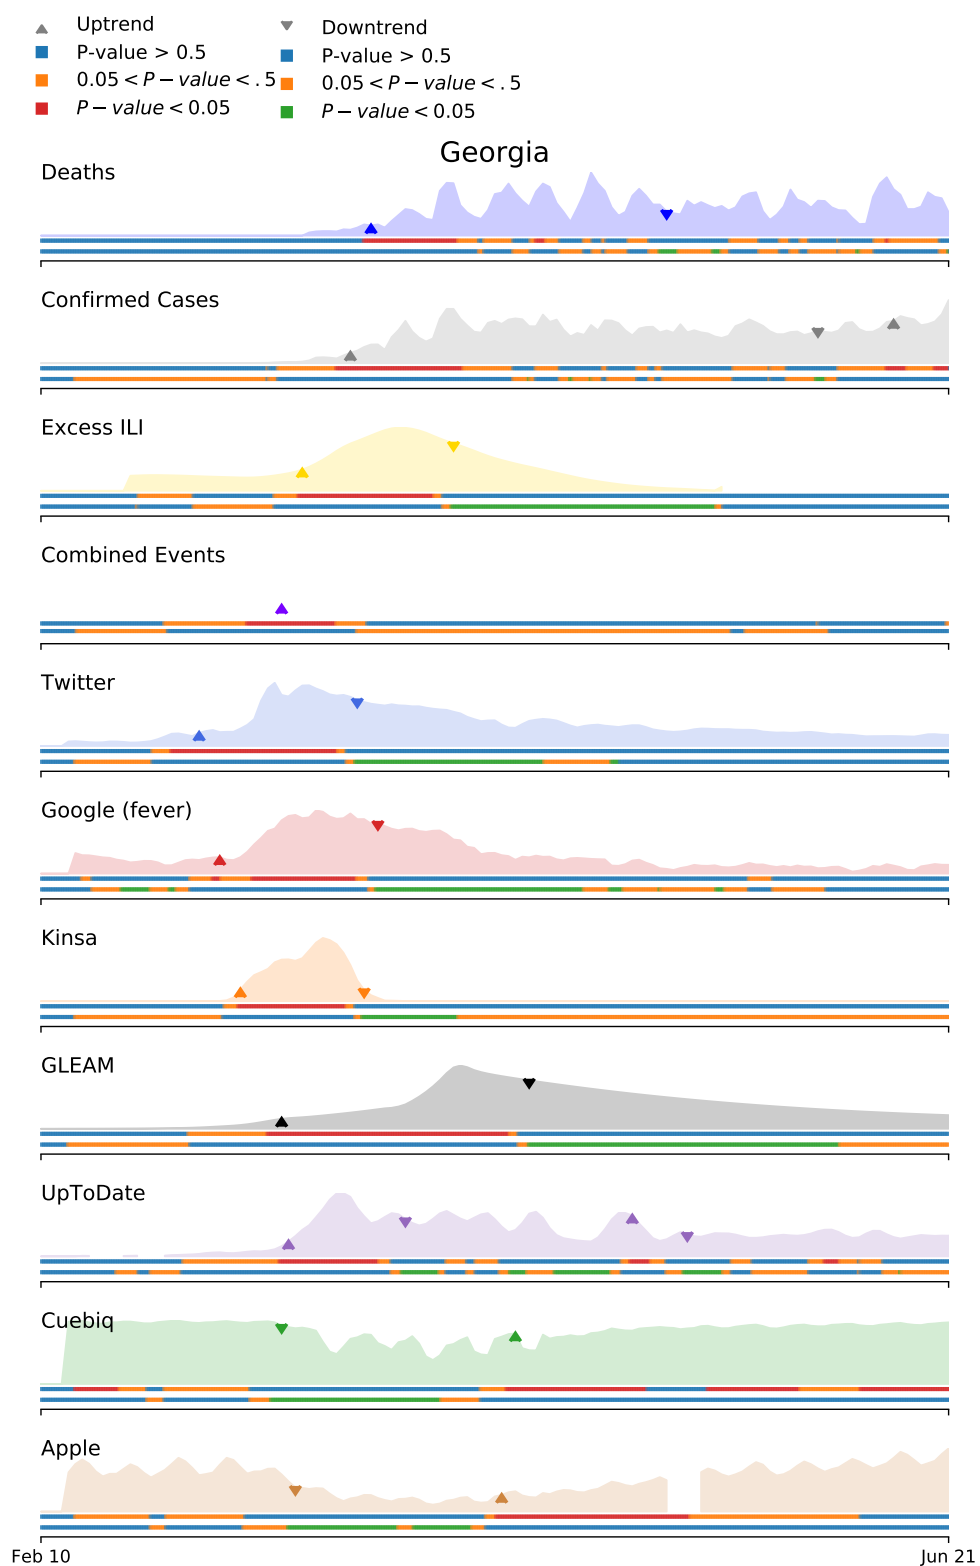 Uptrend
P-value > 0.5
0.05 < P − value < .5
P − value < 0.05
Downtrend
P-value > 0.5
0.05 < P − value < .5
P − value < 0.05
Georgia
Deaths
Confirmed Cases
Excess ILI
Combined Events
Twitter
Google (fever)
Kinsa
GLEAM
UpToDate
Cuebiq
Apple
Feb 10
Jun 21